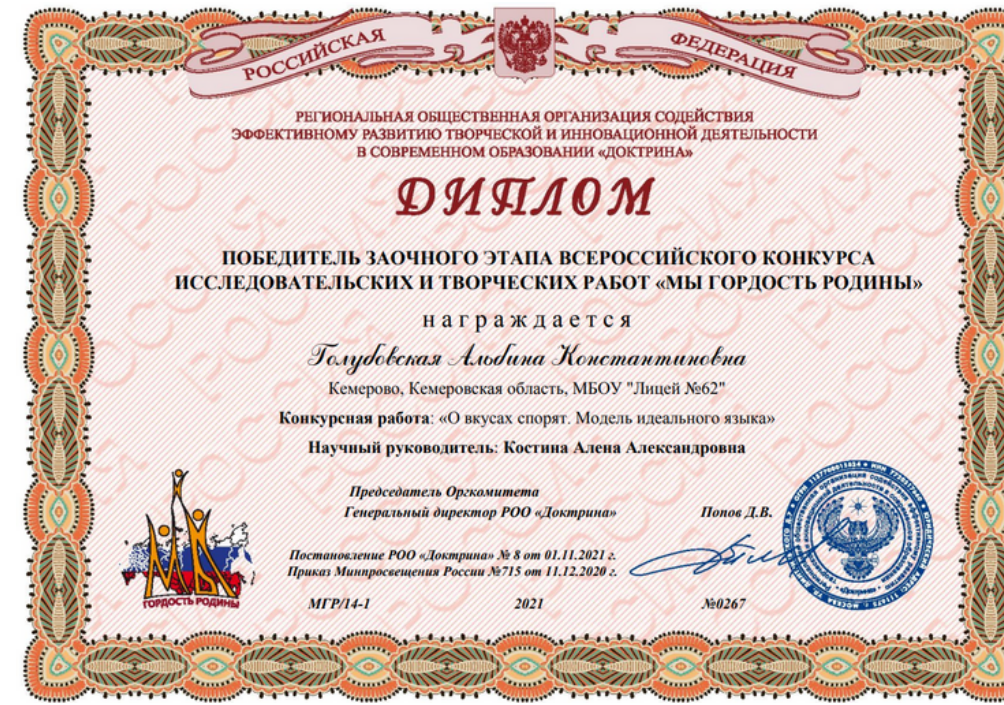 РОССИЙСКАЯ ФЕДЕРАЦИЯ
РЕГИОНАЛЬНАЯ ОБЩЕСТВЕННАЯ ОРГАНИЗАЦИЯ СОДЕЙСТВИЯ
ЭФФЕКТИВНОМУ РАЗВИТИЮ ТВОРЧЕСКОЙ И ИННОВАЦИОННОЙ ДЕЯТЕЛЬНОСТИ
В СОВРЕМЕННОМ ОБРАЗОВАНИИ «ДОКТРИНА»
ДИПЛОМ
ПОБЕДИТЕЛЬ ЗАОЧНОГО ЭТАПА ВСЕРОССИЙСКОГО КОНКУРСА
ИССЛЕДОВАТЕЛЬСКИХ И ТВОРЧЕСКИХ РАБОТ «МЫ ГОРДОСТЬ РОДИНЫ»
награждается
Голубовская Альбина Константиновна
Кемерово, Кемеровская область, МБОУ "Лицей №62"
Конкурсная работа: «О вкусах спорят. Модель идеального языка»
Научный руководитель: Костина Алена Александровна
Председатель Оргкомитета
Генеральный директор РОО «Доктрина» Попов Д.В.
Постановление РОО «Доктрина» № 8 от 01.11.2021 г.
Приказ Минпросвещения России №715 от 11.12.2020 г.
МГР/14-1 2021 №0267
МЫ
ГОРДОСТЬ РОДИНЫ